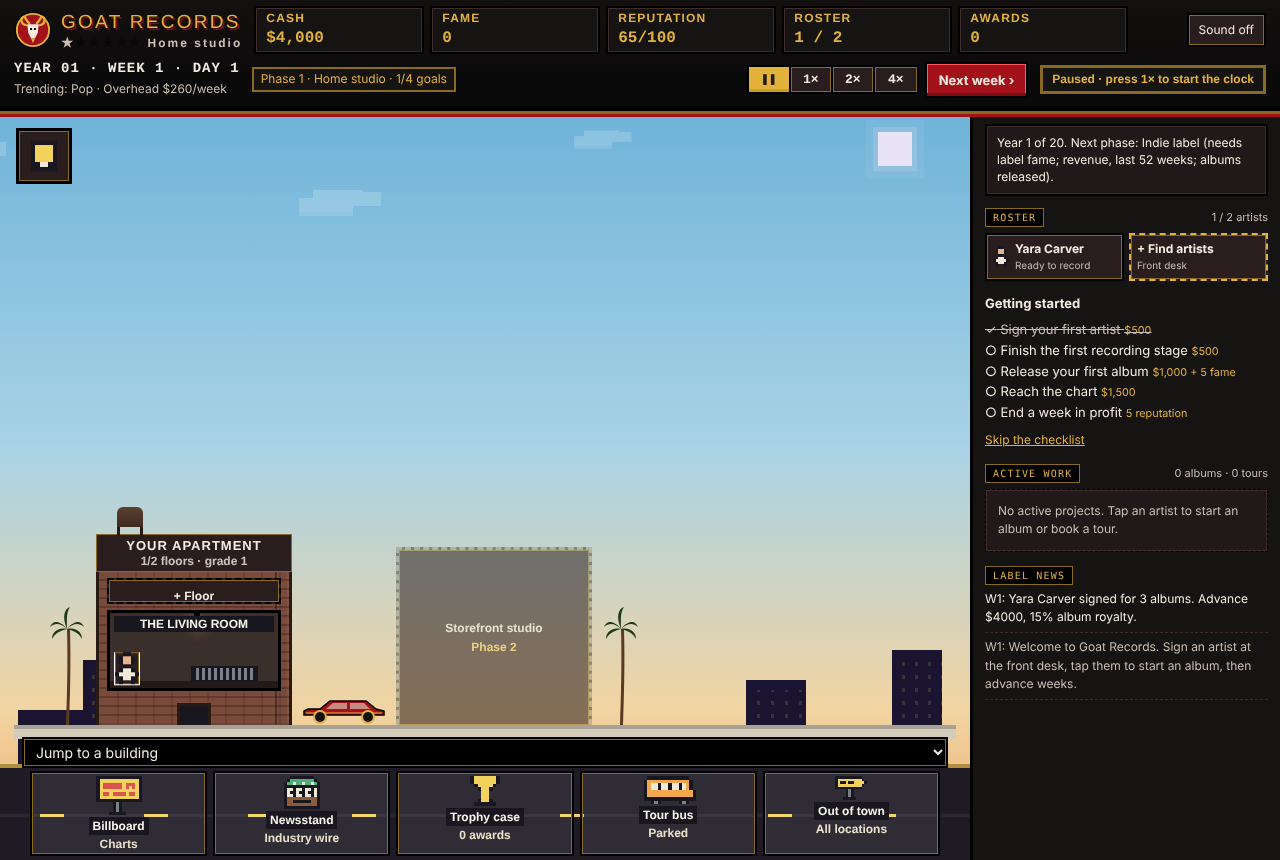 GOAT RECORDS
Home studio
YEAR 01 · WEEK 1 · DAY 1
Trending: Pop · Overhead $260/week
CASH
$4,000
FAME
0
REPUTATION
65/100
ROSTER
1 / 2
AWARDS
0
Sound off
Phase 1 · Home studio · 1/4 goals
1×
2×
4×
Next week ›
Paused · press 1× to start the clock
YOUR APARTMENT
1/2 floors · grade 1
+ Floor
THE LIVING ROOM
Storefront studio
Phase 2
Jump to a building
Billboard
Charts
Newsstand
Industry wire
Trophy case
0 awards
Tour bus
Parked
Out of town
All locations
Year 1 of 20. Next phase: Indie label (needs
label fame; revenue, last 52 weeks; albums
released).
ROSTER
1 / 2 artists
Yara Carver
Ready to record
+ Find artists
Front desk
Getting started
✓ Sign your first artist $500
Finish the first recording stage $500
Release your first album $1,000 + 5 fame
Reach the chart $1,500
End a week in profit 5 reputation
Skip the checklist
ACTIVE WORK
0 albums · 0 tours
No active projects. Tap an artist to start an
album or book a tour.
LABEL NEWS
W1: Yara Carver signed for 3 albums. Advance
$4000, 15% album royalty.
W1: Welcome to Goat Records. Sign an artist at
the front desk, tap them to start an album, then
advance weeks.